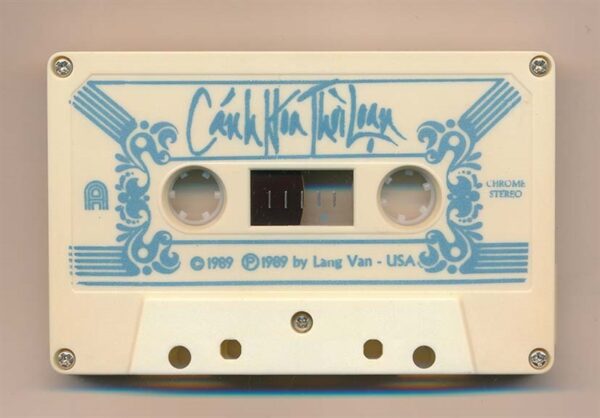 Cánh Hoa Thời Loạn
A
CHROME
STEREO
©1989 ℗1989 by Lang Van - USA